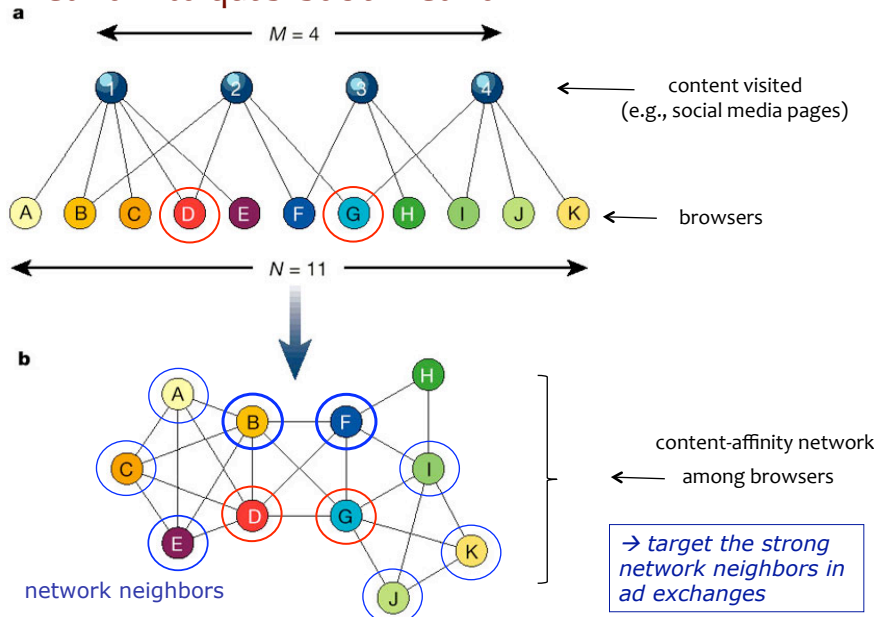 a
M = 4
1 2 3 4
content visited
(e.g., social media pages)
A B C D E F G H I J K
browsers
N = 11
b
H
A
B
F
content-affinity network
C
I
among browsers
D
G
E
K
→ target the strong
network neighbors in
ad exchanges
network neighbors
J